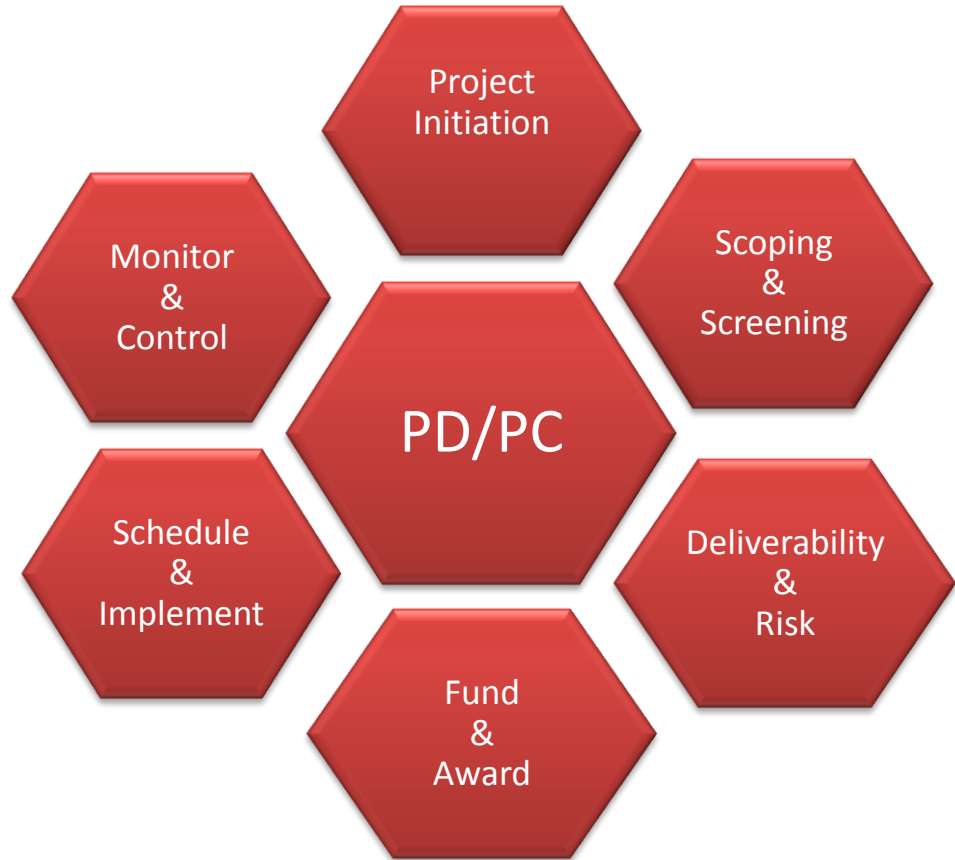 Project
Initiation
Scoping
&
Screening
Deliverability
&
Risk
Fund
&
Award
Schedule
&
Implement
Monitor
&
Control
PD/PC